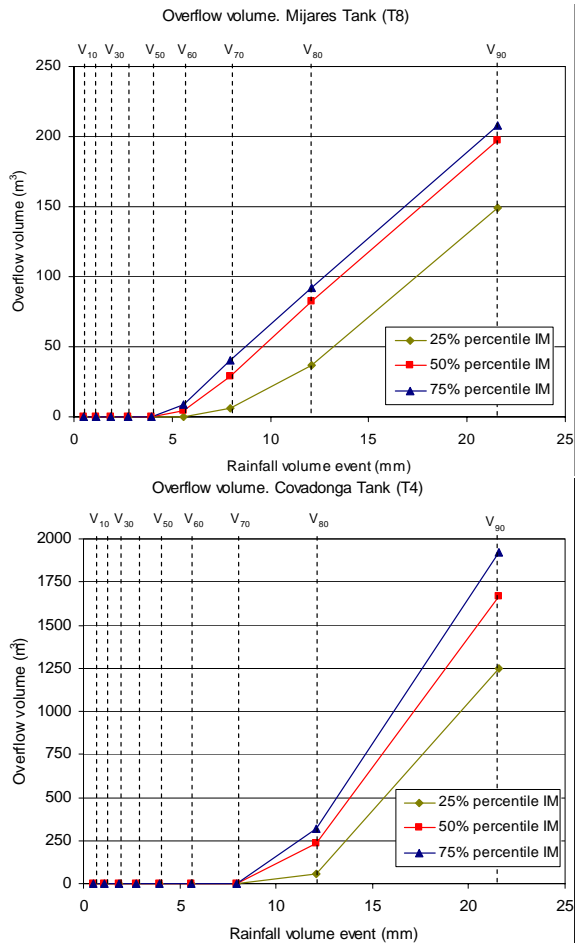 Overflow volume. Mijares Tank (T8)
V10 V30 V50 V60 V70 V80 V90
250
200
150
100
50
0
Overflow volume (m³)
25% percentile IM
50% percentile IM
75% percentile IM
0 5 10 15 20 25
Rainfall volume event (mm)
Overflow volume. Covadonga Tank (T4)
V10 V30 V50 V60 V70 V80 V90
2000
1750
1500
1250
1000
750
500
250
0
Overflow volume (m³)
25% percentile IM
50% percentile IM
75% percentile IM
0 5 10 15 20 25
Rainfall volume event (mm)